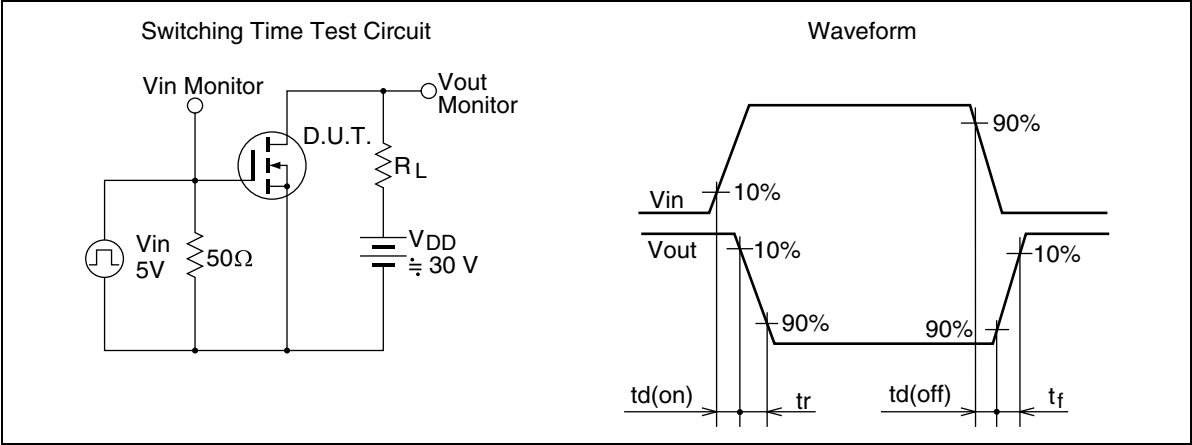 Switching Time Test Circuit
Vin Monitor
Vout
Monitor
D.U.T.
RL
Vin
5V
50Ω
VDD
≒ 30 V
Waveform
90%
Vin
10%
Vout
10%
10%
90%
90%
td(on)
tr
td(off)
tf